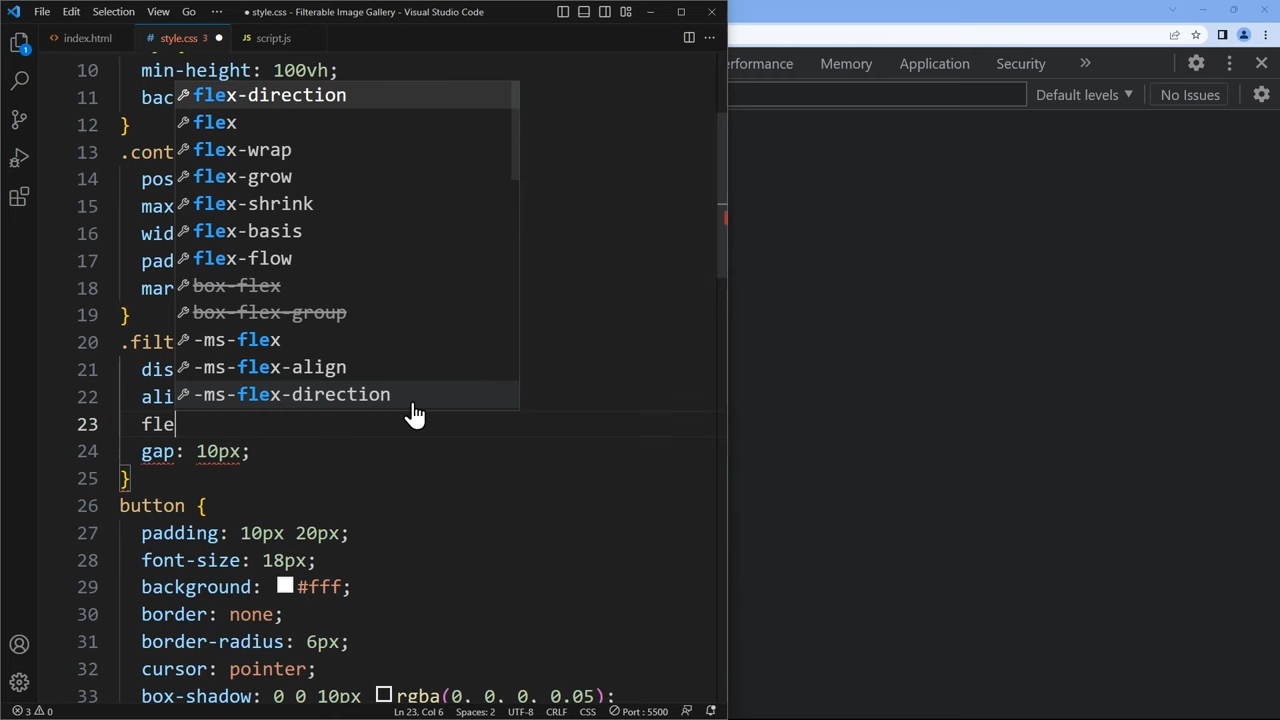 File Edit Selection View Go ··· ● style.css - Filterable Image Gallery - Visual Studio Code
index.html # style.css 3 ● JS script.js
erformance Memory Application Security »
Default levels ▼ No Issues
10 min-height: 100vh;
11 bac
12 }
13 .cont
14 pos
15 max
16 wid
17 pad
18 mar
19 }
20 .filt
21 dis
22 ali
23 fle
24 gap: 10px;
25 }
26 button {
27 padding: 10px 20px;
28 font-size: 18px;
29 background: #fff;
30 border: none;
31 border-radius: 6px;
32 cursor: pointer;
33 box-shadow: 0 0 10px rgba(0, 0, 0, 0.05);
flex-direction
flex
flex-wrap
flex-grow
flex-shrink
flex-basis
flex-flow
box-flex
box-flex-group
-ms-flex
-ms-flex-align
-ms-flex-direction
1
3 0 Ln 23, Col 6 Spaces: 2 UTF-8 CRLF CSS Port : 5500